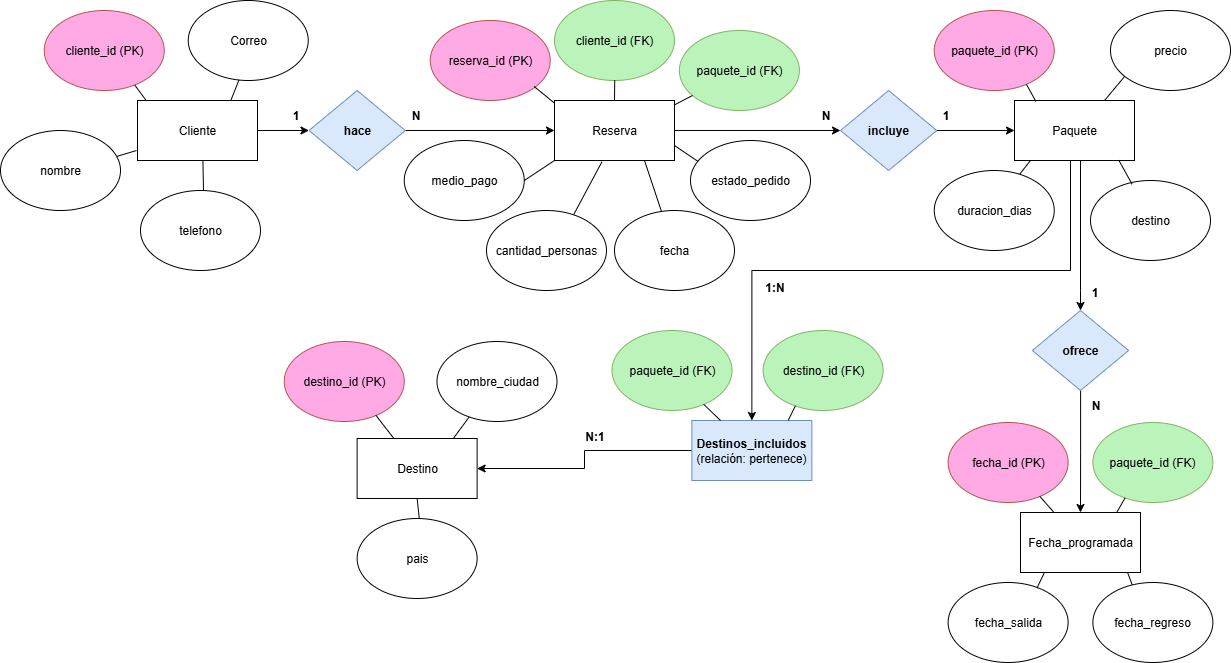 cliente_id (PK)
Correo
Cliente
nombre
telefono
1
hace
N
reserva_id (PK)
cliente_id (FK)
paquete_id (FK)
Reserva
medio_pago
cantidad_personas
fecha
estado_pedido
N
incluye
1
paquete_id (PK)
precio
Paquete
duracion_dias
destino
1:N
1
ofrece
N
destino_id (PK)
nombre_ciudad
Destino
pais
N:1
paquete_id (FK)
destino_id (FK)
Destinos_incluidos
(relación: pertenece)
fecha_id (PK)
paquete_id (FK)
Fecha_programada
fecha_salida
fecha_regreso